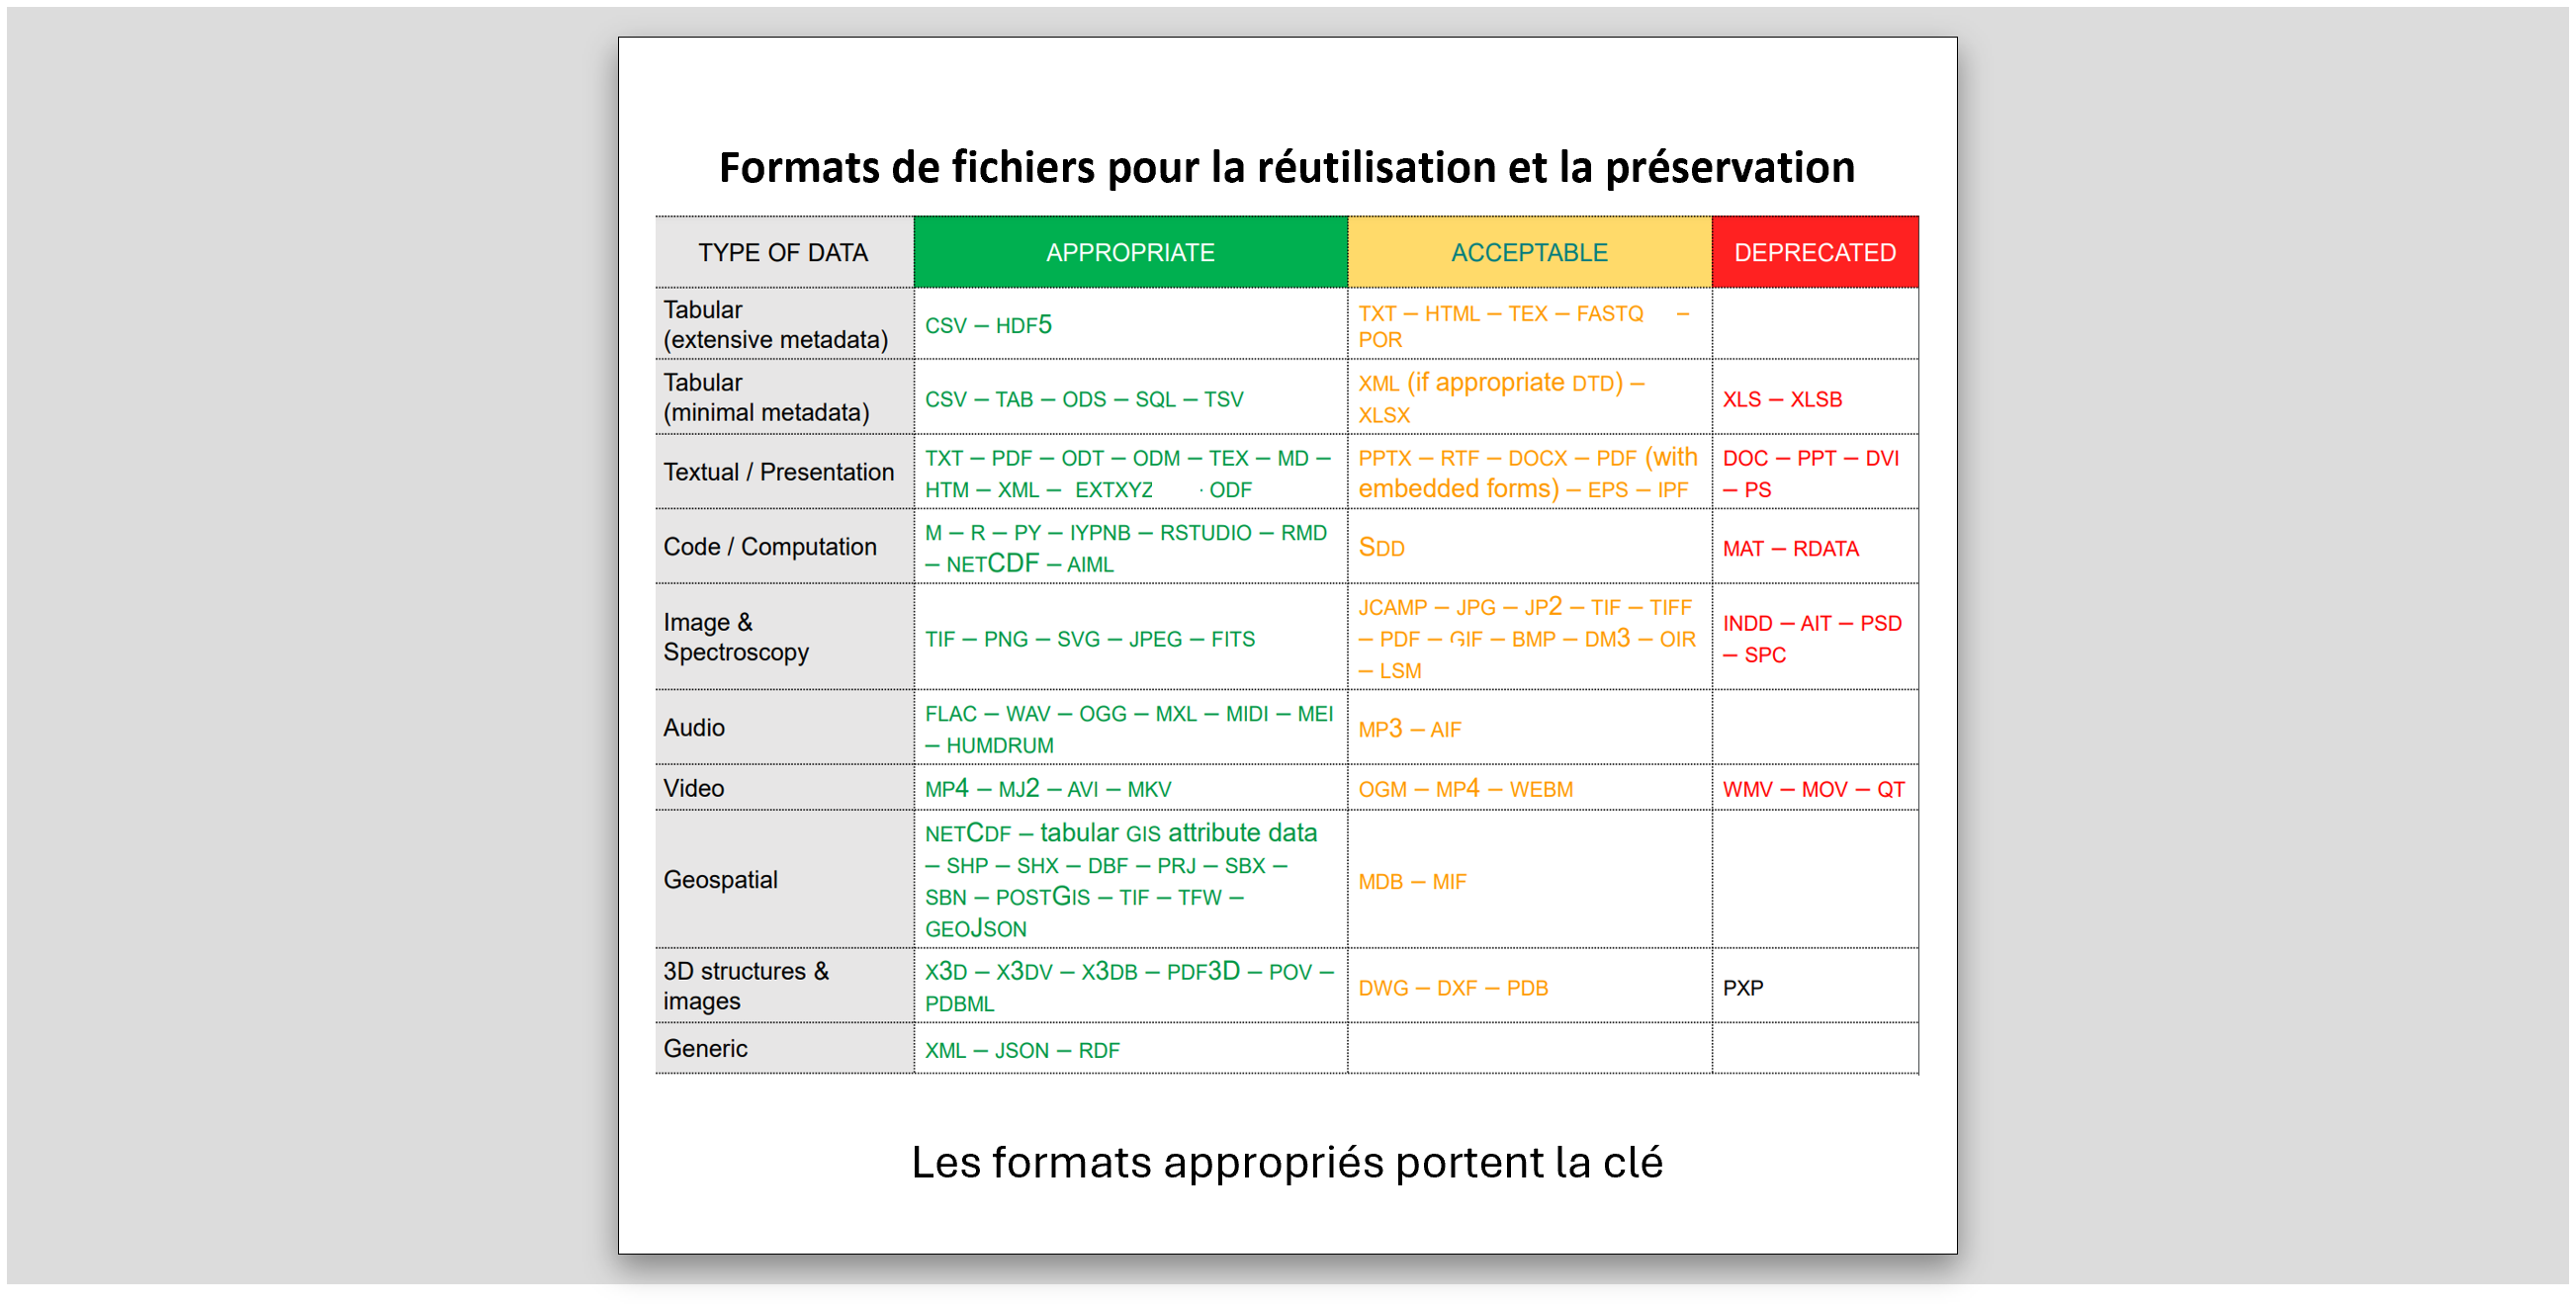 Formats de fichiers pour la réutilisation et la préservation
TYPE OF DATA APPROPRIATE ACCEPTABLE DEPRECATED
Tabular
(extensive metadata)
CSV – HDF5
TXT – HTML – TEX – FASTQ –
POR
Tabular
(minimal metadata)
CSV – TAB – ODS – SQL – TSV
XML (if appropriate DTD) –
XLSX
XLS – XLSB
Textual / Presentation
TXT – PDF – ODT – ODM – TEX – MD –
HTM – XML – EXTXYZ · ODF
PPTX – RTF – DOCX – PDF (with
embedded forms) – EPS – IPF
DOC – PPT – DVI
– PS
Code / Computation
M – R – PY – IYPNB – RSTUDIO – RMD
– NETCDF – AIML
SDD
MAT – RDATA
Image &
Spectroscopy
TIF – PNG – SVG – JPEG – FITS
JCAMP – JPG – JP2 – TIF – TIFF
– PDF – GIF – BMP – DM3 – OIR
– LSM
INDD – AIT – PSD
– SPC
Audio
FLAC – WAV – OGG – MXL – MIDI – MEI
– HUMDRUM
MP3 – AIF
Video
MP4 – MJ2 – AVI – MKV
OGM – MP4 – WEBM
WMV – MOV – QT
Geospatial
NETCDF – tabular GIS attribute data
– SHP – SHX – DBF – PRJ – SBX –
SBN – POSTGIS – TIF – TFW –
GEOJSON
MDB – MIF
3D structures &
images
X3D – X3DV – X3DB – PDF3D – POV –
PDBML
DWG – DXF – PDB
PXP
Generic
XML – JSON – RDF
Les formats appropriés portent la clé